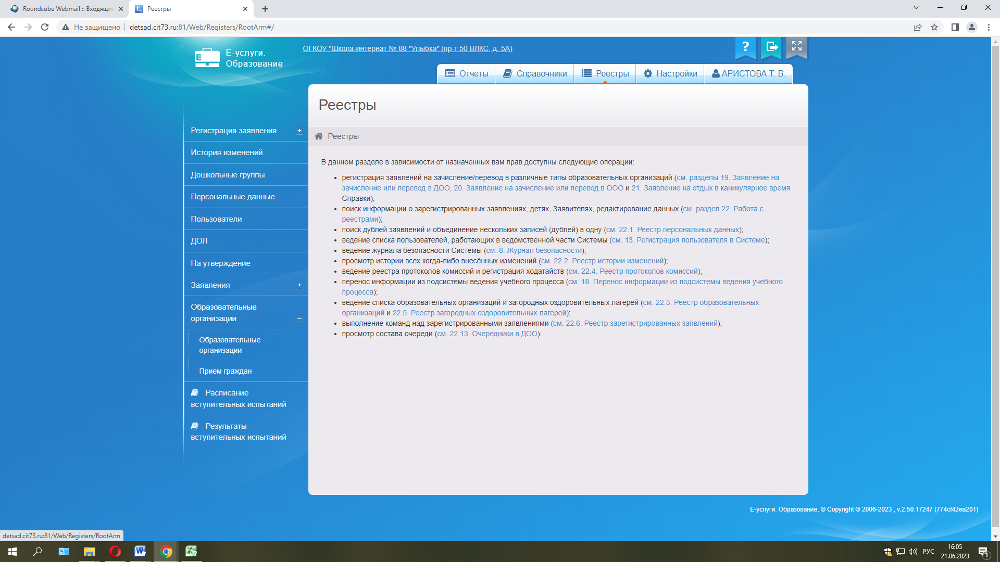 Roundcube Webmail :: Входящие
Реестры
Не защищено
detsad.cit73.ru:81/Web/Registers/RootArm#/
Е-услуги.
Образование
ОГКОУ "Школа-интернат № 88 "Улыбка" (пр-т 50 ВЛКС, д. 5А)
?
Отчёты
Справочники
Реестры
Настройки
АРИСТОВА Т. В.
Реестры
Реестры
Регистрация заявления
История изменений
Дошкольные группы
Персональные данные
Пользователи
ДОЛ
На утверждение
Заявления
Образовательные
организации
Образовательные
организации
Прием граждан
Расписание
вступительных испытаний
Результаты
вступительных испытаний
В данном разделе в зависимости от назначенных вам прав доступны следующие операции:
• регистрация заявлений на зачисление/перевод в различные типы образовательных организаций (см. разделы 19. Заявление на
зачисление или перевод в ДОО, 20. Заявление на зачисление или перевод в ООО и 21. Заявление на отдых в каникулярное время
Справки);
• поиск информации о зарегистрированных заявлениях, детях, Заявителях, редактирование данных (см. раздел 22. Работа с
реестрами);
• поиск дублей заявлений и объединение нескольких записей (дублей) в одну (см. 22.1. Реестр персональных данных);
• ведение списка пользователей, работающих в ведомственной части Системы (см. 13. Регистрация пользователя в Системе);
• ведение журнала безопасности Системы (см. 8. Журнал безопасности);
• просмотр истории всех когда-либо внесённых изменений (см. 22.2. Реестр истории изменений);
• ведение реестра протоколов комиссий и регистрация ходатайств (см. 22.4. Реестр протоколов комиссий);
• перенос информации из подсистемы ведения учебного процесса (см. 18. Перенос информации из подсистемы ведения учебного
процесса);
• ведение списка образовательных организаций и загородных оздоровительных лагерей (см. 22.3. Реестр образовательных
организаций и 22.5. Реестр загородных оздоровительных лагерей);
• выполнение команд над зарегистрированными заявлениями (см. 22.6. Реестр зарегистрированных заявлений);
• просмотр состава очереди (см. 22.13. Очередники в ДОО).
Е-услуги. Образование, © Copyright © 2006-2023 , v.2.50.17247 (774cf42ea201)
detsad.cit73.ru:81/Web/Registers/RootArm
РУС
16:05
21.06.2023
1